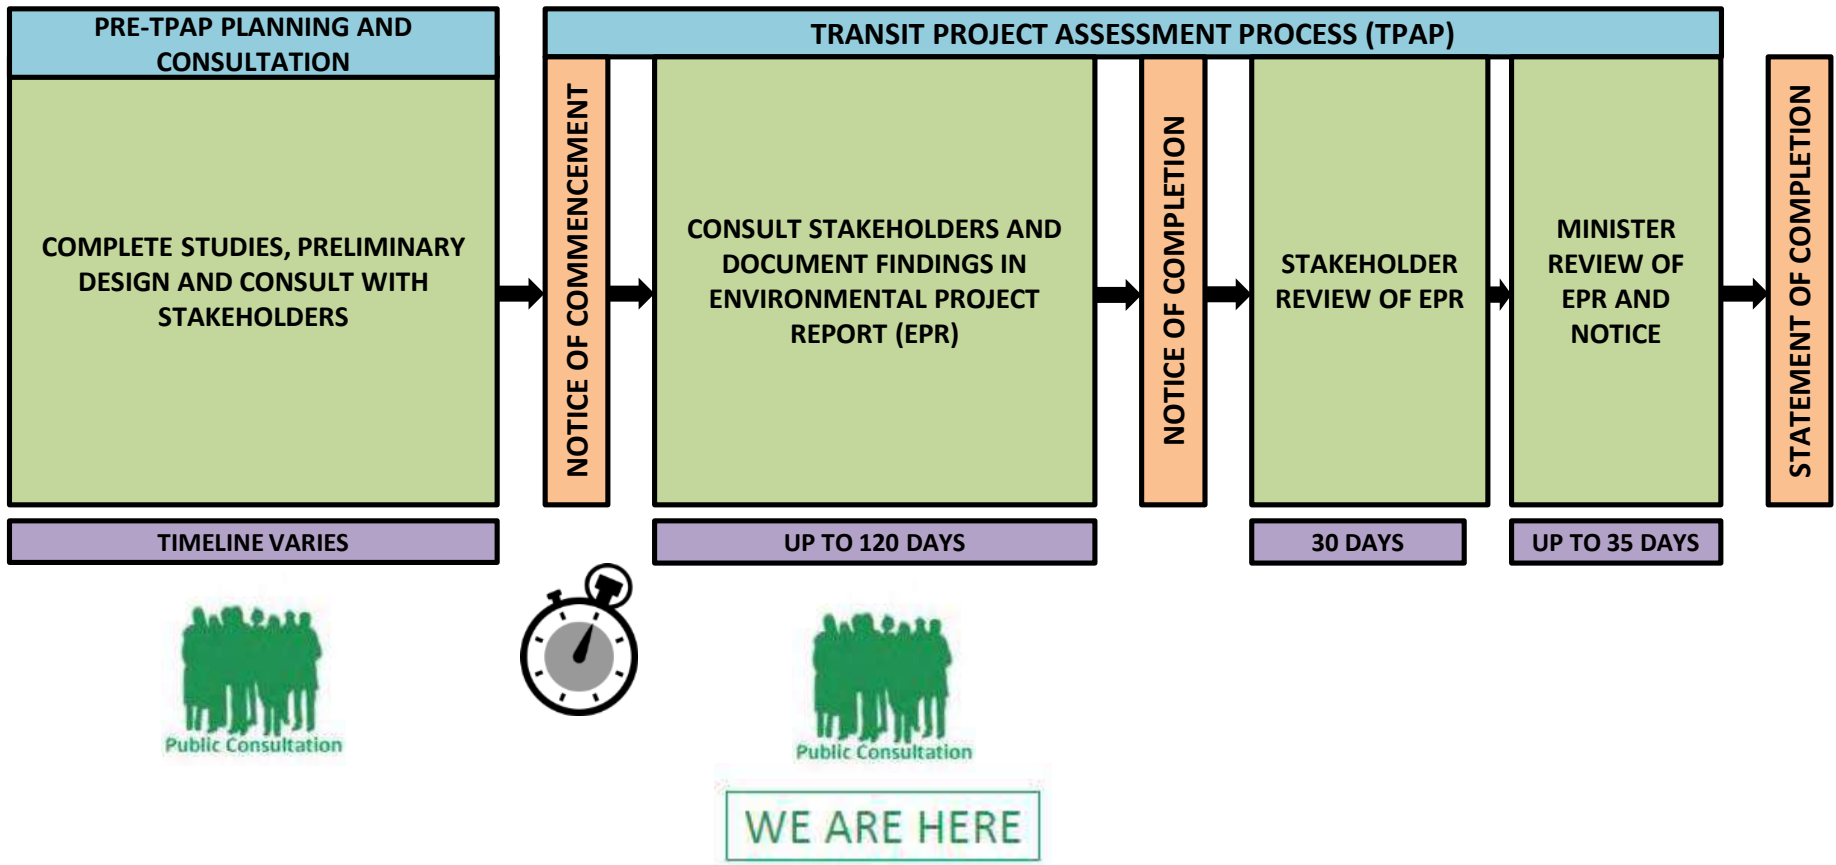 PRE-TPAP PLANNING AND
CONSULTATION
COMPLETE STUDIES, PRELIMINARY
DESIGN AND CONSULT WITH
STAKEHOLDERS
TIMELINE VARIES
Public Consultation
TRANSIT PROJECT ASSESSMENT PROCESS (TPAP)
NOTICE OF COMMENCEMENT
CONSULT STAKEHOLDERS AND
DOCUMENT FINDINGS IN
ENVIRONMENTAL PROJECT
REPORT (EPR)
UP TO 120 DAYS
Public Consultation
WE ARE HERE
NOTICE OF COMPLETION
STAKEHOLDER
REVIEW OF EPR
30 DAYS
MINISTER
REVIEW OF
EPR AND
NOTICE
UP TO 35 DAYS
STATEMENT OF COMPLETION